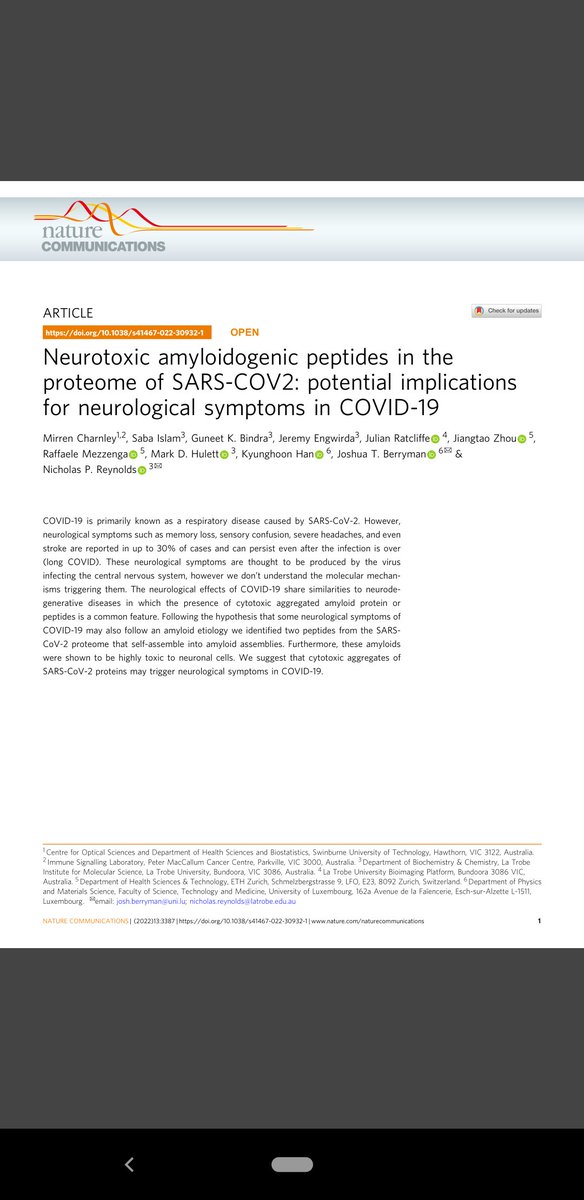 nature
COMMUNICATIONS
ARTICLE
Check for updates
https://doi.org/10.1038/s41467-022-30932-1
OPEN
Neurotoxic amyloidogenic peptides in the
proteome of SARS-COV2: potential implications
for neurological symptoms in COVID-19
Mirren Charnley1,2, Saba Islam3, Guneet K. Bindra3, Jeremy Engwirda3, Julian Ratcliffe 4, Jiangtao Zhou 5,
Raffaele Mezzenga 5, Mark D. Hulett 3, Kyunghoon Han 6, Joshua T. Berryman 6✉ &
Nicholas P. Reynolds 3✉
COVID-19 is primarily known as a respiratory disease caused by SARS-CoV-2. However,
neurological symptoms such as memory loss, sensory confusion, severe headaches, and even
stroke are reported in up to 30% of cases and can persist even after the infection is over
(long COVID). These neurological symptoms are thought to be produced by the virus
infecting the central nervous system, however we don't understand the molecular mechan-
isms triggering them. The neurological effects of COVID-19 share similarities to neurode-
generative diseases in which the presence of cytotoxic aggregated amyloid protein or
peptides is a common feature. Following the hypothesis that some neurological symptoms of
COVID-19 may also follow an amyloid etiology we identified two peptides from the SARS-
CoV-2 proteome that self-assemble into amyloid assemblies. Furthermore, these amyloids
were shown to be highly toxic to neuronal cells. We suggest that cytotoxic aggregates of
SARS-CoV-2 proteins may trigger neurological symptoms in COVID-19.
1 Centre for Optical Sciences and Department of Health Sciences and Biostatistics, Swinburne University of Technology, Hawthorn, VIC 3122, Australia.
2 Immune Signalling Laboratory, Peter MacCallum Cancer Centre, Parkville, VIC 3000, Australia. 3 Department of Biochemistry & Chemistry, La Trobe
Institute for Molecular Science, La Trobe University, Bundoora, VIC 3086, Australia. 4 La Trobe University Bioimaging Platform, Bundoora 3086 VIC,
Australia. 5 Department of Health Sciences & Technology, ETH Zurich, Schmelzbergstrasse 9, LFO, E23, 8092 Zurich, Switzerland. 6 Department of Physics
and Materials Science, Faculty of Science, Technology and Medicine, University of Luxembourg, 162a Avenue de la Faïencerie, Esch-sur-Alzette L-1511,
Luxembourg. ✉email: josh.berryman@uni.lu; nicholas.reynolds@latrobe.edu.au
NATURE COMMUNICATIONS | (2022)13:3387 | https://doi.org/10.1038/s41467-022-30932-1 | www.nature.com/naturecommunications
1